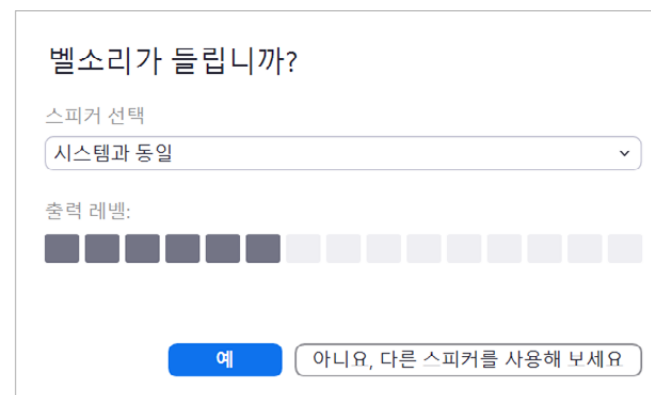 벨소리가 들립니까?
스피거 선택
시스템과 동일
출력 레벨:
예
아니요, 다른 스피커를 사용해 보세요